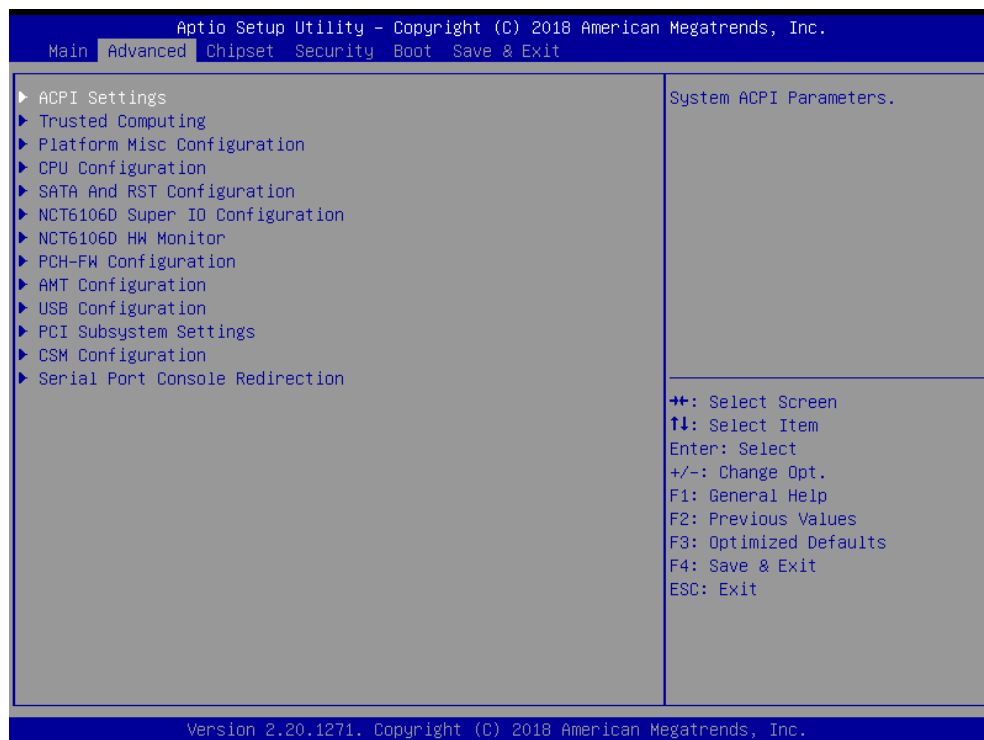 Aptio Setup Utility – Copyright (C) 2018 American Megatrends, Inc.
Main Advanced Chipset Security Boot Save & Exit
ACPI Settings
Trusted Computing
Platform Misc Configuration
CPU Configuration
SATA And RST Configuration
NCT6106D Super IO Configuration
NCT6106D HW Monitor
PCH-FW Configuration
AMT Configuration
USB Configuration
PCI Subsystem Settings
CSM Configuration
Serial Port Console Redirection
System ACPI Parameters.
→←: Select Screen
↑↓: Select Item
Enter: Select
+/-: Change Opt.
F1: General Help
F2: Previous Values
F3: Optimized Defaults
F4: Save & Exit
ESC: Exit
Version 2.20.1271. Copyright (C) 2018 American Megatrends, Inc.